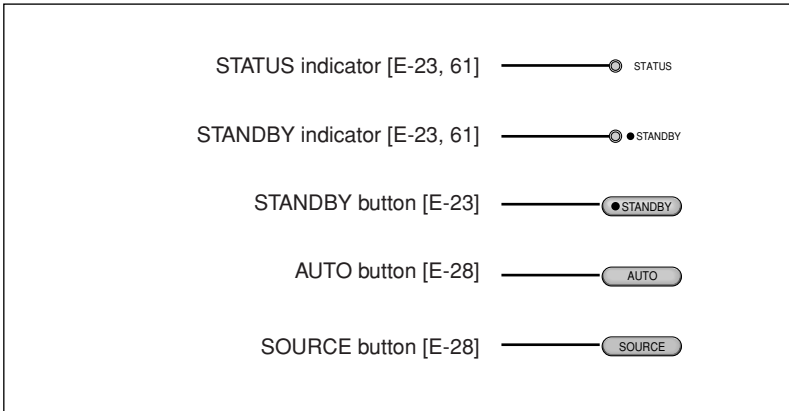 STATUS indicator [E-23, 61] STATUS
STANDBY indicator [E-23, 61] ●STANDBY
STANDBY button [E-23] ●STANDBY
AUTO button [E-28] AUTO
SOURCE button [E-28] SOURCE